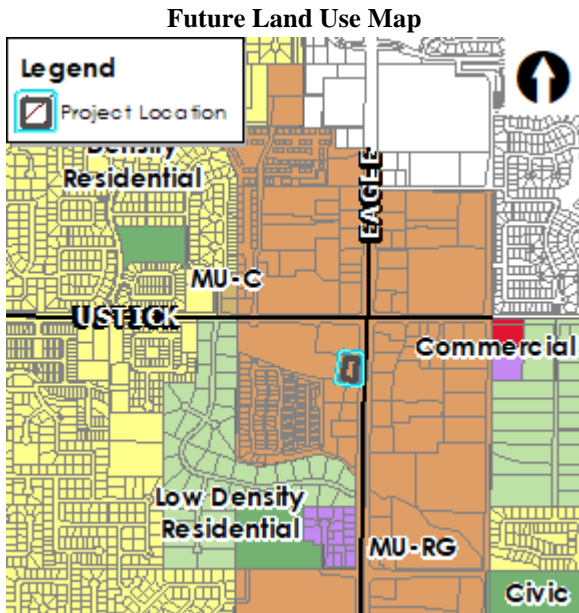 Future Land Use Map
Legend
Project Location
Density
Residential
EAGLE
MU-C
USTICK
Commercial
Low Density
Residential
MU-RG
Civic